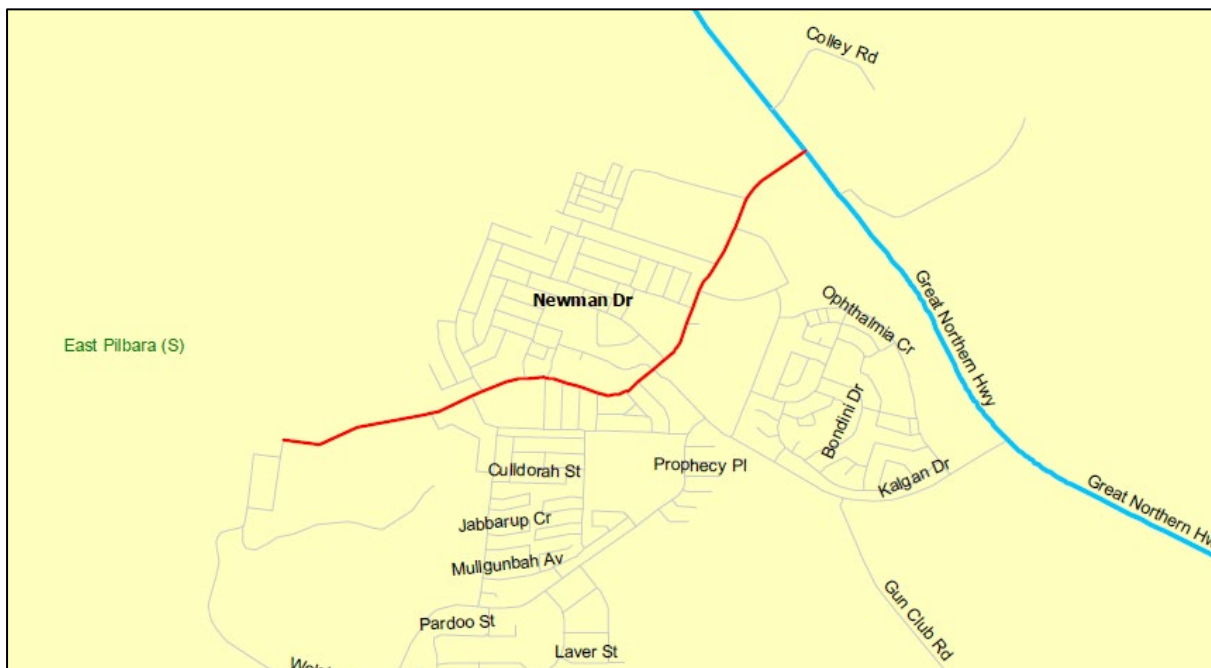 Colley Rd
Great Northern Hwy
Ophthalmia Cr
Newman Dr
East Pilbara (S)
Bondini Dr
Prophecy Pl
Culldorah St
Kalgan Dr
Great Northern Hw
Jabbarup Cr
Mullgunbah Av
Gun Club Rd
Pardoo St
Laver St